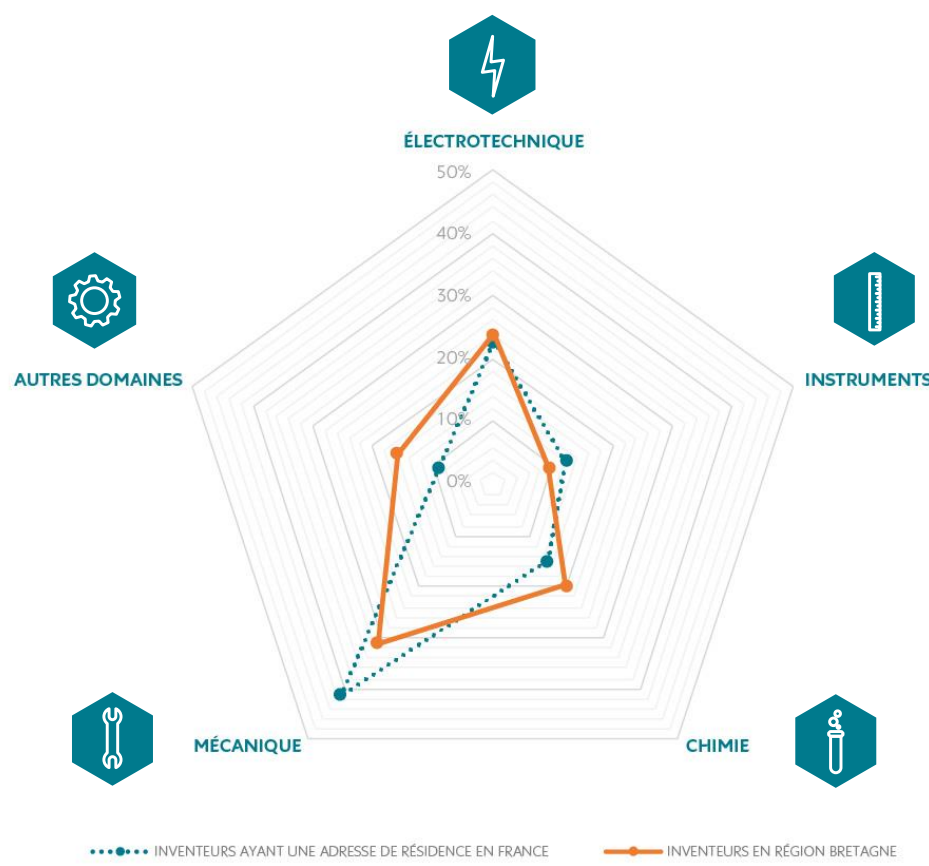 ÉLECTROTECHNIQUE
50%
40%
30%
20%
10%
0%
AUTRES DOMAINES
INSTRUMENTS
MÉCANIQUE
CHIMIE
INVENTEURS AYANT UNE ADRESSE DE RÉSIDENCE EN FRANCE
INVENTEURS EN RÉGION BRETAGNE